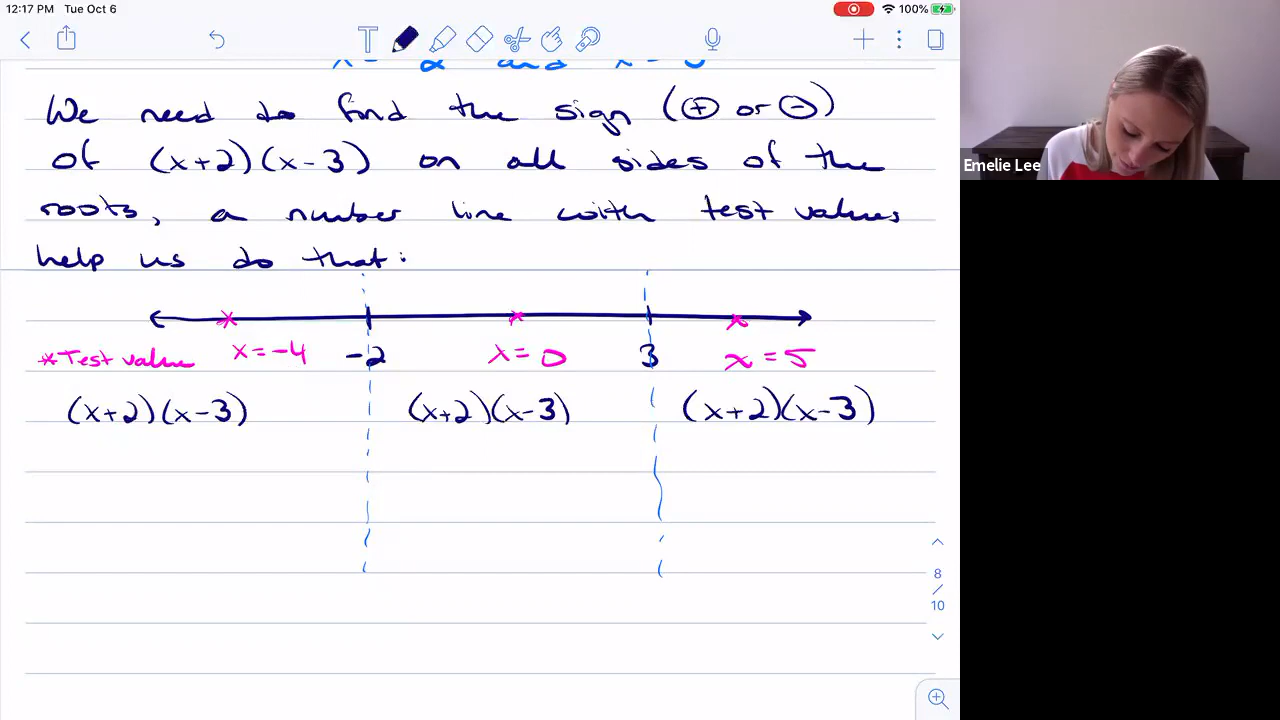 12:17 PM Tue Oct 6
100%
We need to find the sign (+ or -)
of (x+2)(x-3) on all sides of the
roots, a number line with test values
help us do that:
*Test value x=-4 -2 x=0 3 x=5
(x+2)(x-3) (x+2)(x-3) (x+2)(x-3)
8
/
10
Emelie Lee